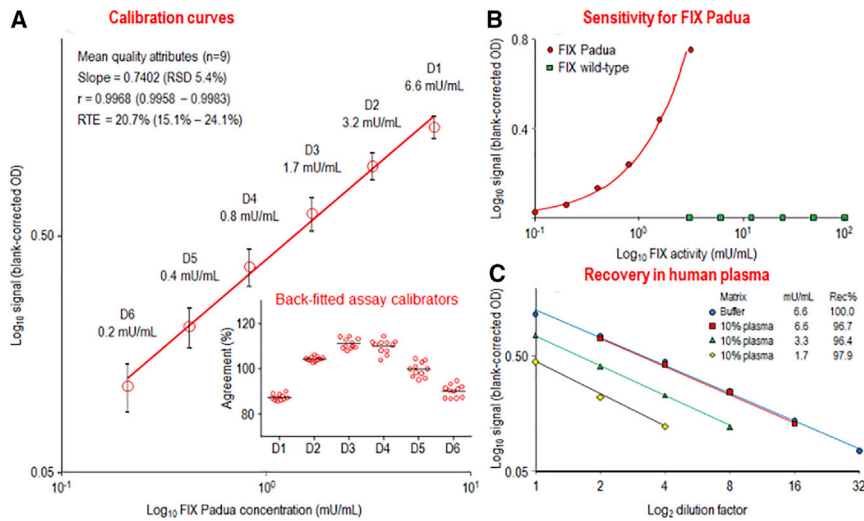 A
Calibration curves
Mean quality attributes (n=9)
Slope = 0.7402 (RSD 5.4%)
r = 0.9968 (0.9958 – 0.9983)
RTE = 20.7% (15.1% – 24.1%)
D1
6.6 mU/mL
D2
3.2 mU/mL
D3
1.7 mU/mL
D4
0.8 mU/mL
D5
0.4 mU/mL
D6
0.2 mU/mL
Log10 signal (blank-corrected OD)
0.50
0.05
10-1
100
101
Log10 FIX Padua concentration (mU/mL)
Back-fitted assay calibrators
Agreement (%)
120
100
80
D1 D2 D3 D4 D5 D6
B
Sensitivity for FIX Padua
FIX Padua
FIX wild-type
Log10 signal (blank-corrected OD)
0.8
0.4
10-1
100
101
102
Log10 FIX activity (mU/mL)
C
Recovery in human plasma
Matrix mU/mL Rec%
Buffer 6.6 100.0
10% plasma 6.6 96.7
10% plasma 3.3 96.4
10% plasma 1.7 97.9
Log10 signal (blank-corrected OD)
0.50
0.05
1 2 4 8 16 32
Log2 dilution factor